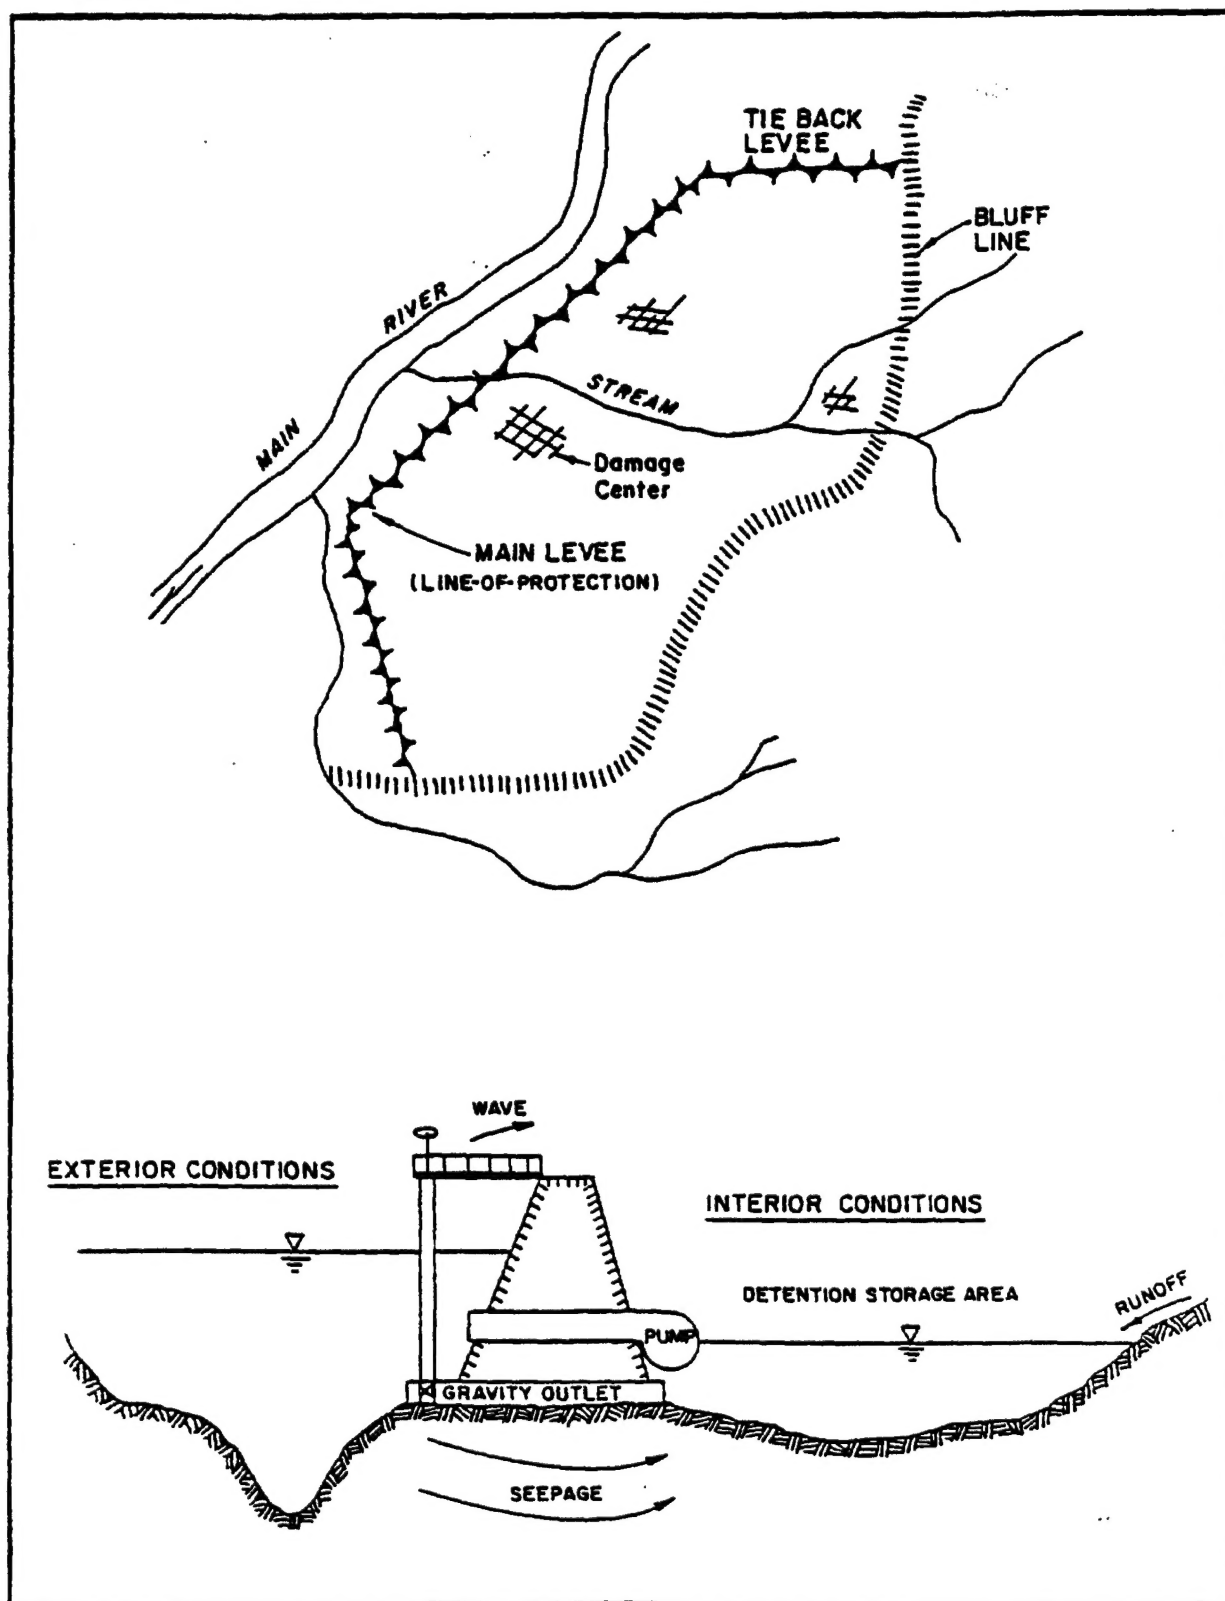 TIE BACK
LEVEE
BLUFF
LINE
MAIN RIVER
STREAM
Damage
Center
MAIN LEVEE
(LINE-OF-PROTECTION)
WAVE
EXTERIOR CONDITIONS
INTERIOR CONDITIONS
DETENTION STORAGE AREA
RUNOFF
PUMP
GRAVITY OUTLET
SEEPAGE